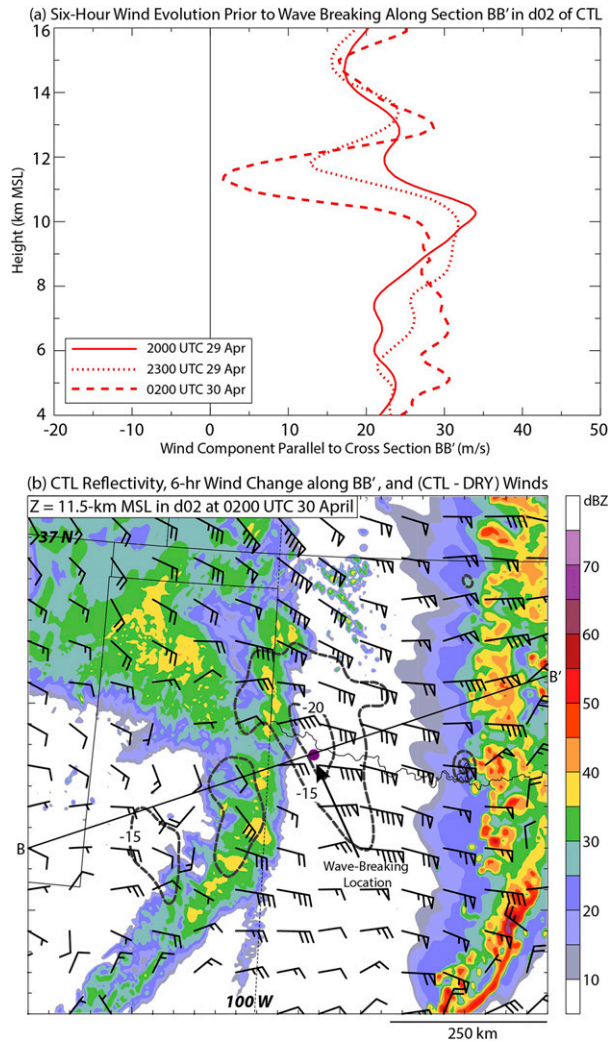 (a) Six-Hour Wind Evolution Prior to Wave Breaking Along Section BB' in d02 of CTL
16
14
12
10
8
6
4
Height (km MSL)
2000 UTC 29 Apr
2300 UTC 29 Apr
0200 UTC 30 Apr
-20 -10 0 10 20 30 40 50
Wind Component Parallel to Cross Section BB' (m/s)
(b) CTL Reflectivity, 6-hr Wind Change along BB', and (CTL - DRY) Winds
Z = 11.5-km MSL in d02 at 0200 UTC 30 April
dBZ
37 N
70
60
50
40
30
20
10
B'
-20
-15
-15
B
Wave-Breaking
Location
100 W
250 km